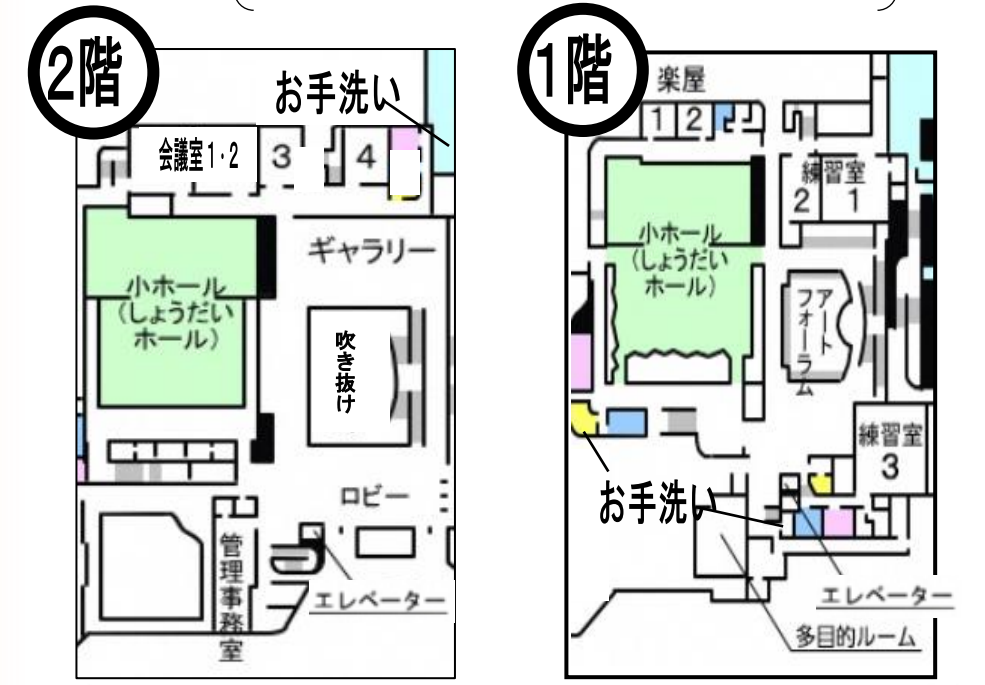 2階
お手洗い
会議室1・2
3
4
ギャラリー
小ホール
(しょうだい
ホール)
吹き抜け
ロビー
管理事務室
エレベーター
1階
楽屋
1
2
練習室
2
1
小ホール
(しょうだい
ホール)
アート
フォーラム
練習室
3
お手洗い
エレベーター
多目的ルーム